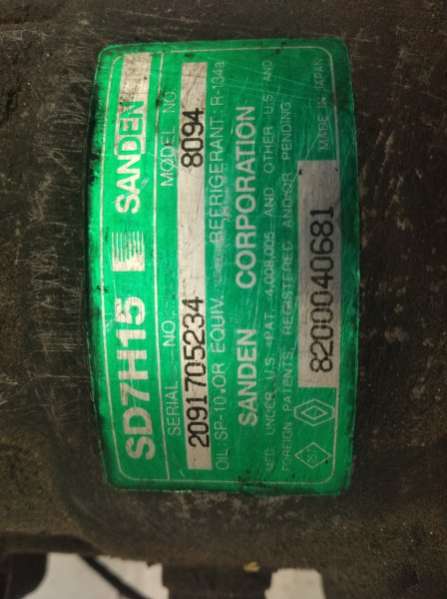 SD7H15 SANDEN
SERIAL NO. MODEL NO.
2091705234 8094
OIL: SP-10, OR EQUIV. REFRIGERANT: R-134a
SANDEN CORPORATION
MFD. UNDER U.S. PAT. 4,008,005 AND OTHER U.S. AND
FOREIGN PATENTS, REGISTERED AND/OR PENDING
8200040681 MADE IN JAPAN